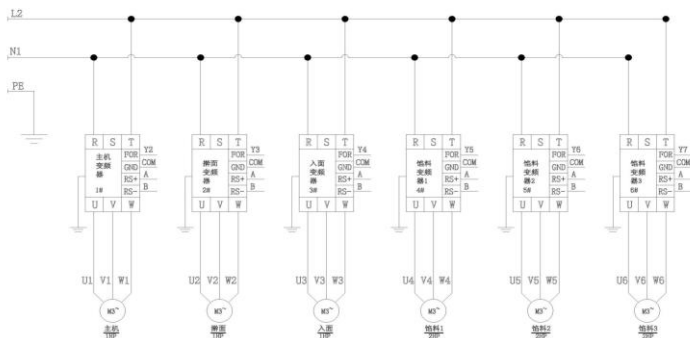 L2
N1
PE
R S T R S T R S T R S T R S T R S T
主机变频器 1# FOR GND RS+ RS- Y2 COM A B
擀面变频器 2# FOR GND RS+ RS- Y3 COM A B
入面变频器 3# FOR GND RS+ RS- Y4 COM A B
馅料变频器1 4# FOR GND RS+ RS- Y5 COM A B
馅料变频器2 5# FOR GND RS+ RS- Y6 COM A B
馅料变频器3 6# FOR GND RS+ RS- Y7 COM A B
U V W U V W U V W U V W U V W U V W
U1 V1 W1 U2 V2 W2 U3 V3 W3 U4 V4 W4 U5 V5 W5 U6 V6 W6
M3~ M3~ M3~ M3~ M3~ M3~
主机 擀面 入面 馅料1 馅料2 馅料3